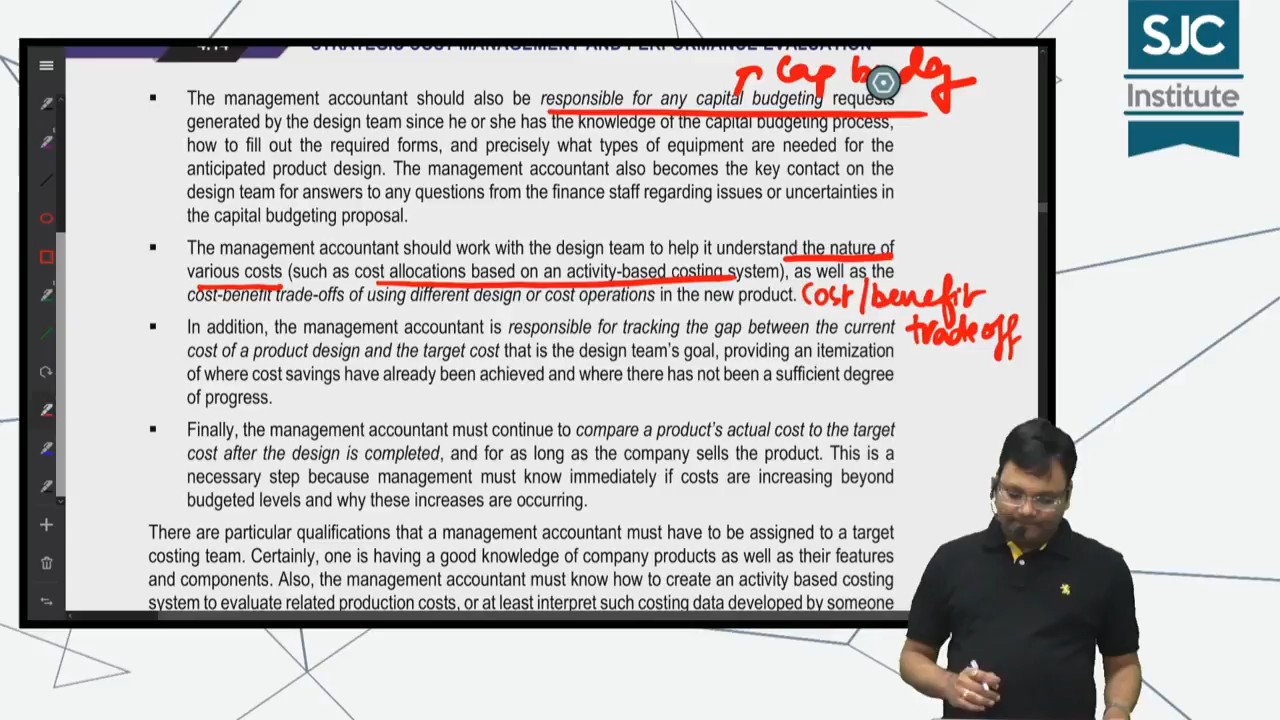 SJC
Institute
4.14 STRATEGIC COST MANAGEMENT AND PERFORMANCE EVALUATION
Cap budg
▪ The management accountant should also be responsible for any capital budgeting requests
generated by the design team since he or she has the knowledge of the capital budgeting process,
how to fill out the required forms, and precisely what types of equipment are needed for the
anticipated product design. The management accountant also becomes the key contact on the
design team for answers to any questions from the finance staff regarding issues or uncertainties in
the capital budgeting proposal.
▪ The management accountant should work with the design team to help it understand the nature of
various costs (such as cost allocations based on an activity-based costing system), as well as the
cost-benefit trade-offs of using different design or cost operations in the new product.
Cost/benefit
trade off
▪ In addition, the management accountant is responsible for tracking the gap between the current
cost of a product design and the target cost that is the design team's goal, providing an itemization
of where cost savings have already been achieved and where there has not been a sufficient degree
of progress.
▪ Finally, the management accountant must continue to compare a product's actual cost to the target
cost after the design is completed, and for as long as the company sells the product. This is a
necessary step because management must know immediately if costs are increasing beyond
budgeted levels and why these increases are occurring.
There are particular qualifications that a management accountant must have to be assigned to a target
costing team. Certainly, one is having a good knowledge of company products as well as their features
and components. Also, the management accountant must know how to create an activity based costing
system to evaluate related production costs, or at least interpret such costing data developed by someone